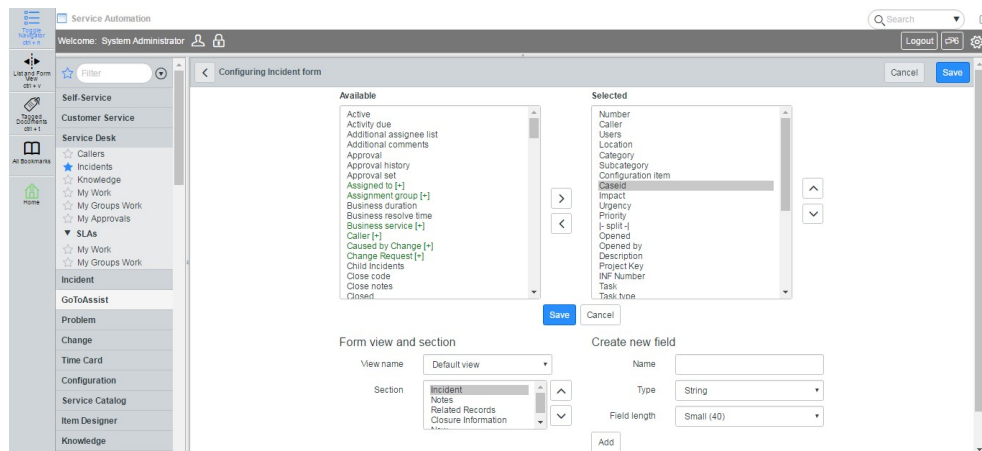 Service Automation
Search
Toggle
Navigator
ctrl + n
Welcome: System Administrator
Logout
List and Form
View
ctrl + v
Filter
Configuring Incident form
Cancel
Save
Tagged
Documents
ctrl + t
All Bookmarks
Home
Self-Service
Customer Service
Service Desk
Callers
Incidents
Knowledge
My Work
My Groups Work
My Approvals
SLAs
My Work
My Groups Work
Incident
GoToAssist
Problem
Change
Time Card
Configuration
Service Catalog
Item Designer
Knowledge
Available
Active
Activity due
Additional assignee list
Additional comments
Approval
Approval history
Approval set
Assigned to [+]
Assignment group [+]
Business duration
Business resolve time
Business service [+]
Caller [+]
Caused by Change [+]
Change Request [+]
Child Incidents
Close code
Close notes
Closed
Selected
Number
Caller
Users
Location
Category
Subcategory
Configuration item
Caseid
Impact
Urgency
Priority
|- split -|
Opened
Opened by
Description
Project Key
INF Number
Task
Task type
Save
Cancel
Form view and section
View name
Default view
Section
Incident
Notes
Related Records
Closure Information
Create new field
Name
Type
String
Field length
Small (40)
Add